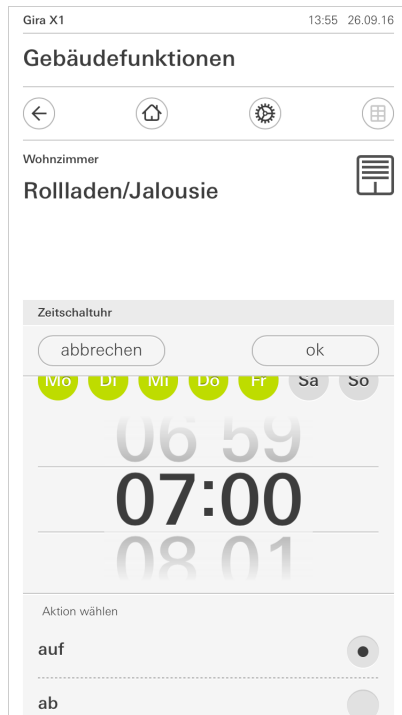 Gira X1 13:55 26.09.16
Gebäudefunktionen
Wohnzimmer
Rollladen/Jalousie
Zeitschaltuhr
abbrechen ok
Mo Di Mi Do Fr Sa So
06 59
07:00
08 01
Aktion wählen
auf
ab